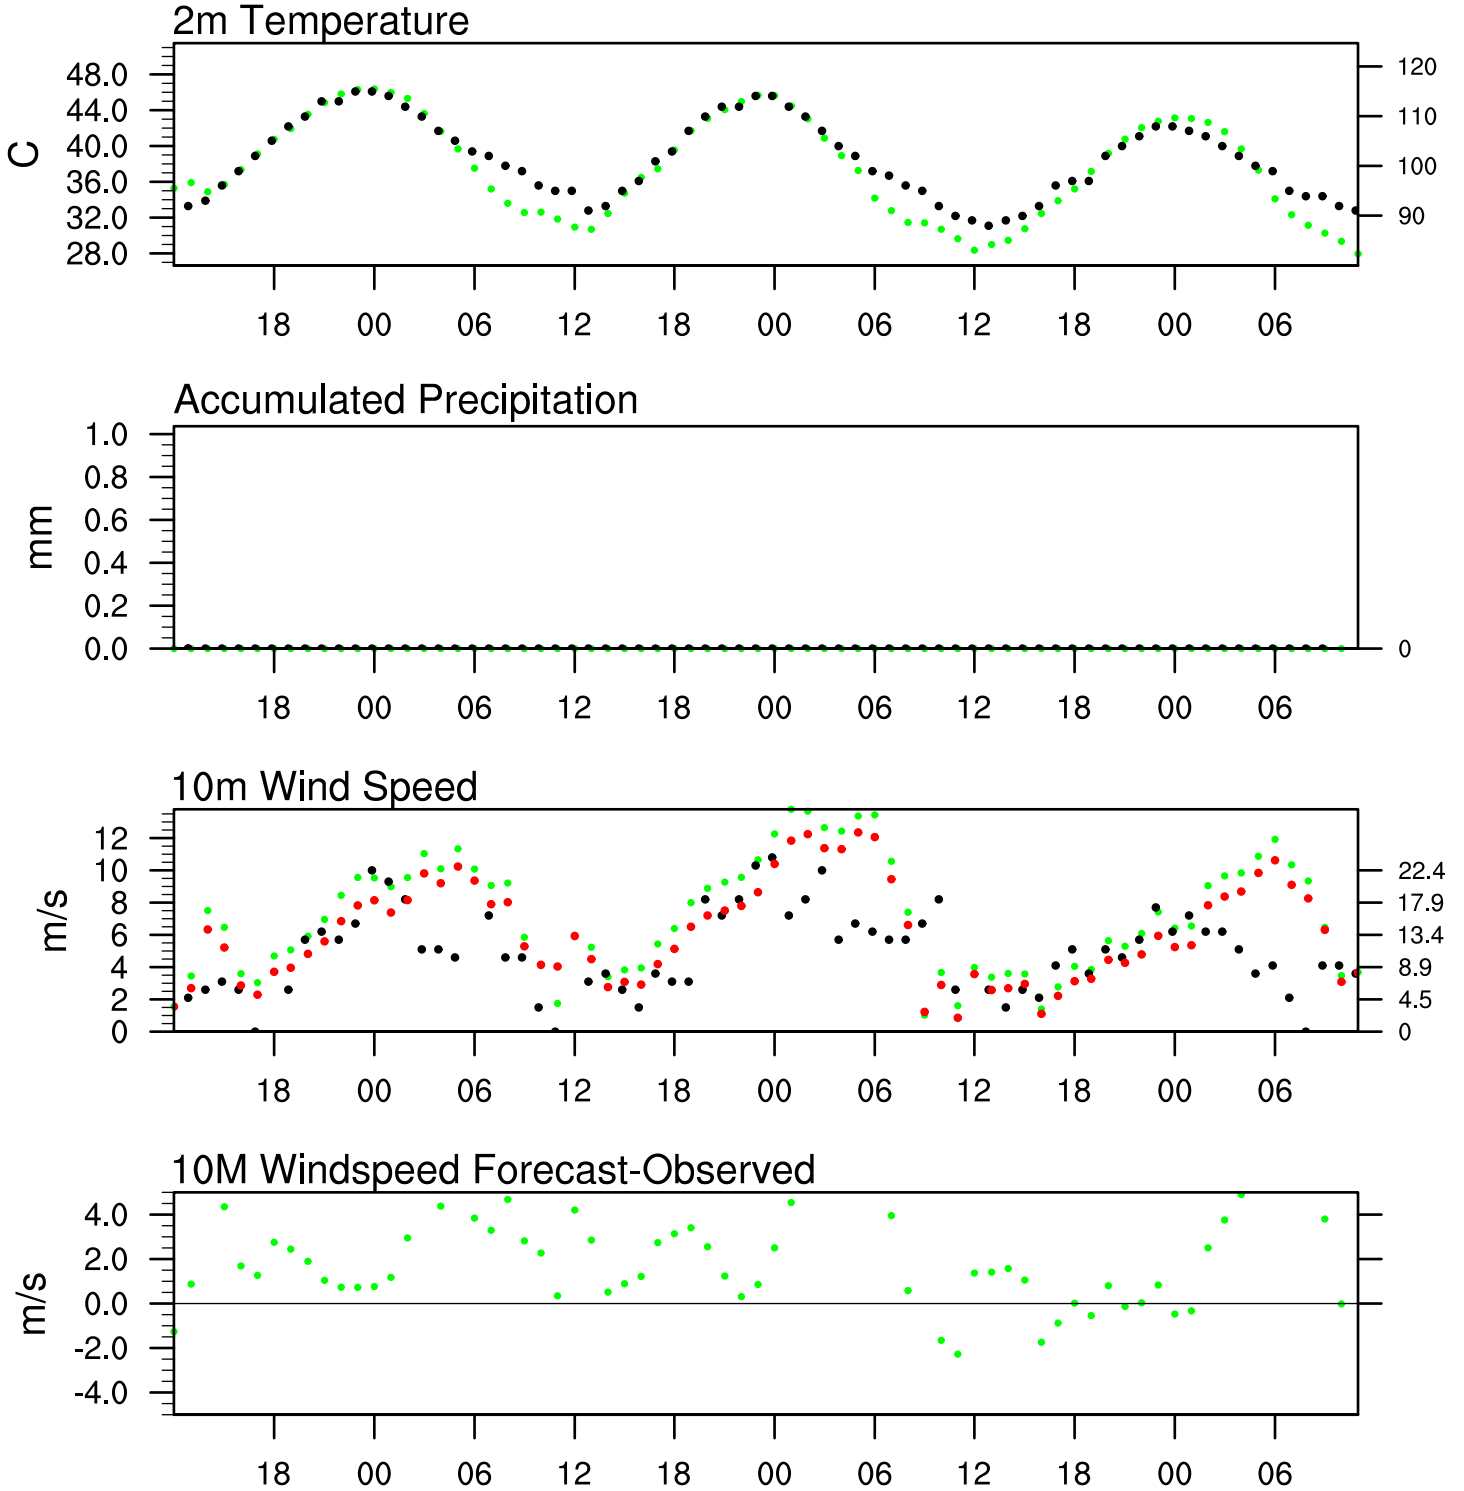 2m Temperature
48.0
44.0
40.0
36.0
32.0
28.0
C
120
110
100
90
18 00 06 12 18 00 06 12 18 00 06
Accumulated Precipitation
1.0
0.8
0.6
0.4
0.2
0.0
mm
0
18 00 06 12 18 00 06 12 18 00 06
10m Wind Speed
12
10
8
6
4
2
0
m/s
22.4
17.9
13.4
8.9
4.5
0
18 00 06 12 18 00 06 12 18 00 06
10M Windspeed Forecast-Observed
4.0
2.0
0.0
-2.0
-4.0
m/s
18 00 06 12 18 00 06 12 18 00 06